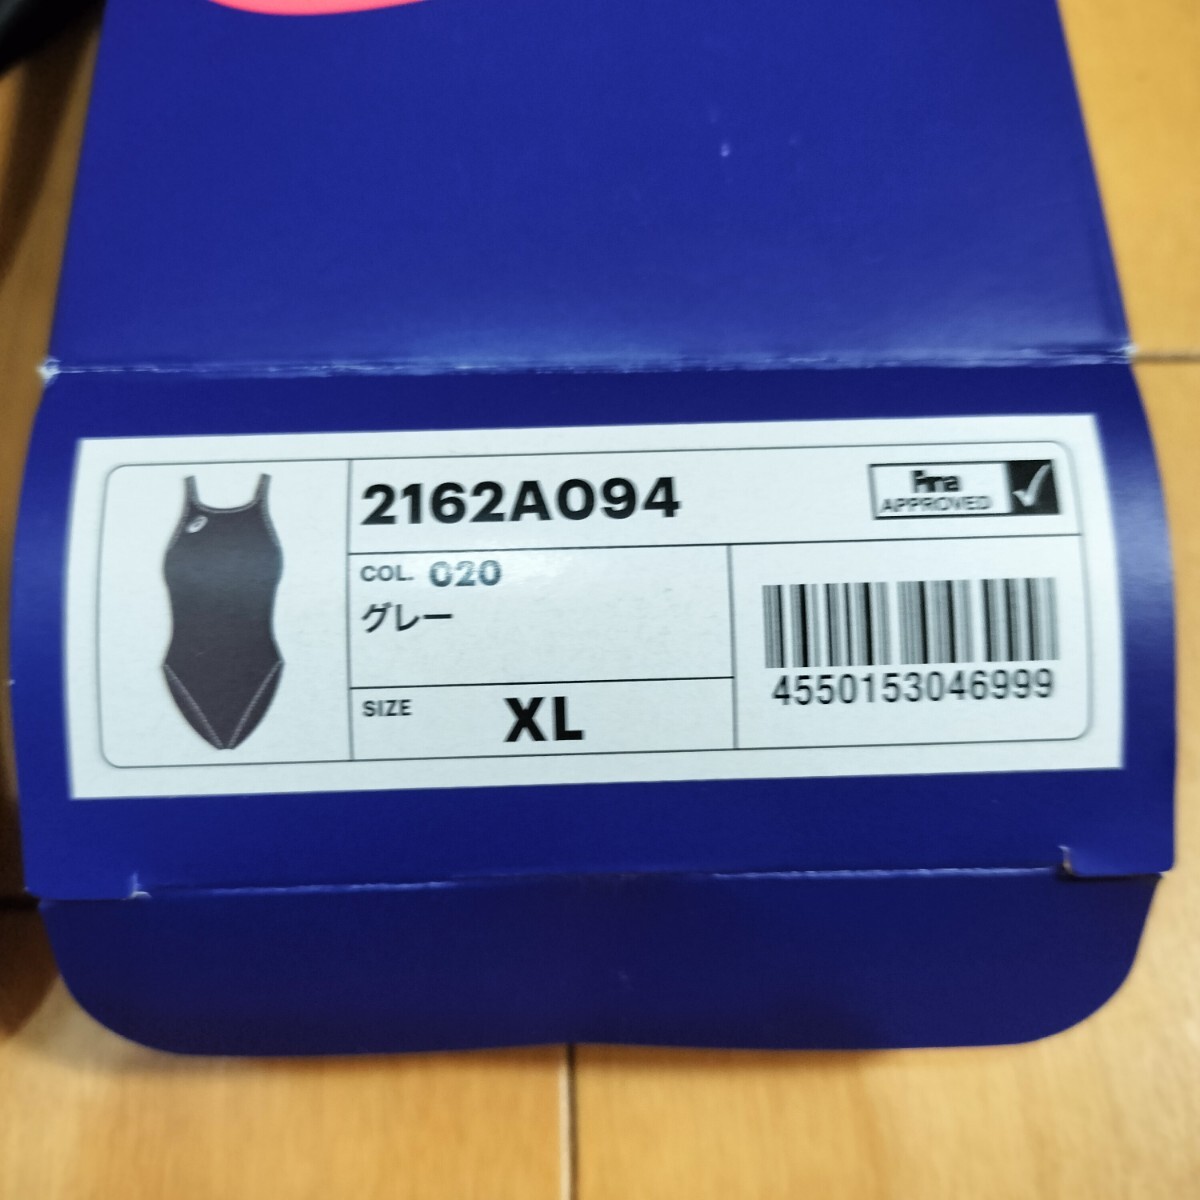 2162A094
Fina
APPROVED
COL. 020
グレー
SIZE XL
4550153046999